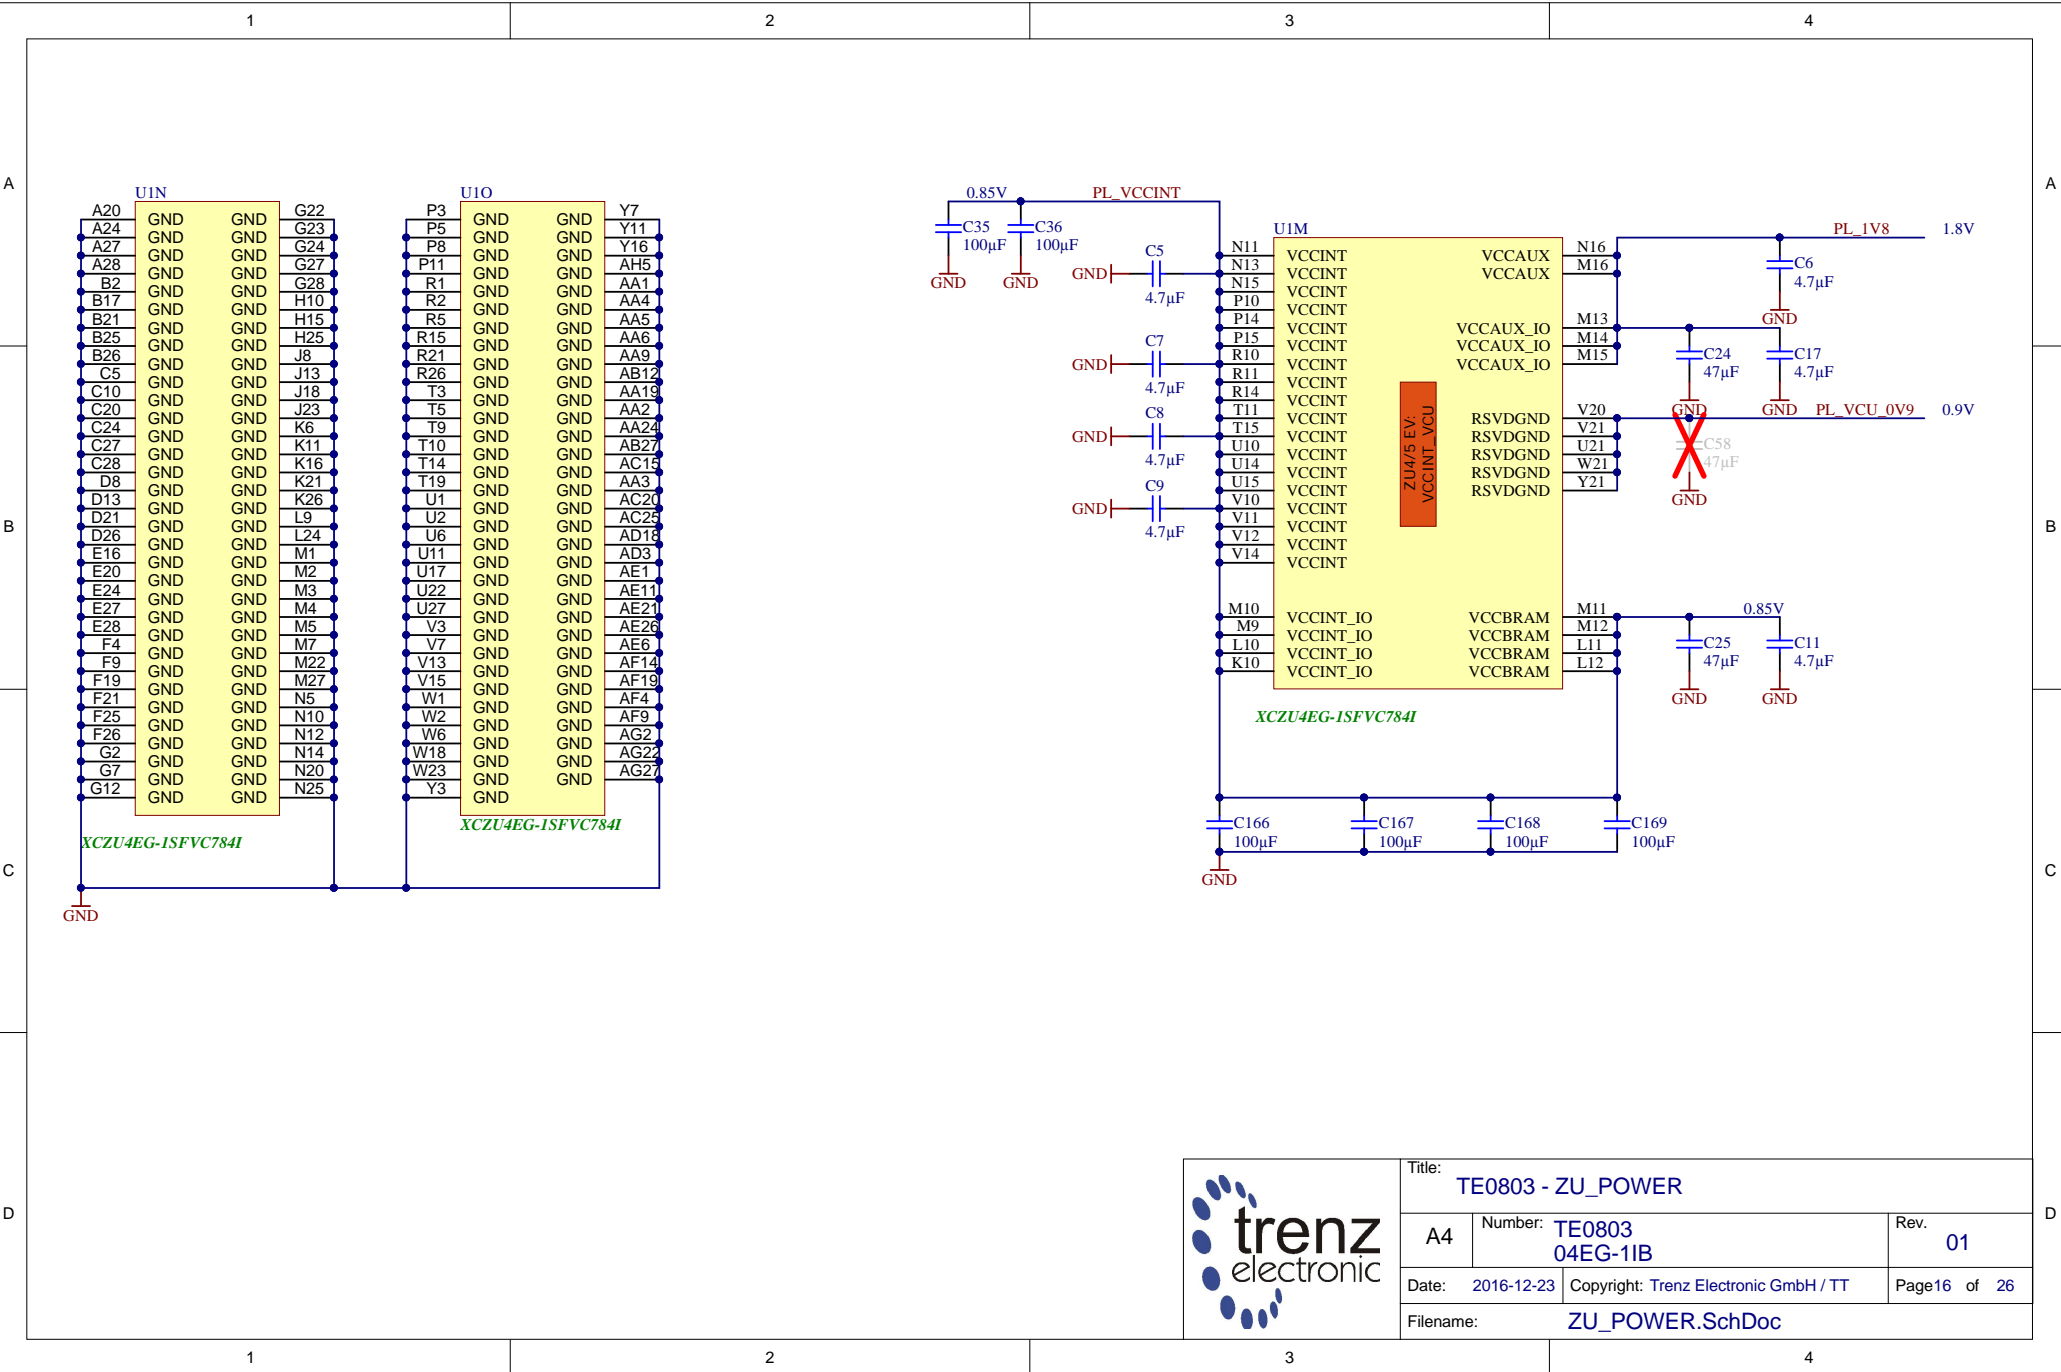 1 2 3 4
A A
B B
C C
D D
U1N
A20 GND GND G22
A24 GND GND G23
A27 GND GND G24
A28 GND GND G27
B2 GND GND G28
B17 GND GND H10
B21 GND GND H15
B25 GND GND H25
B26 GND GND J8
C5 GND GND J13
C10 GND GND J18
C20 GND GND J23
C24 GND GND K6
C27 GND GND K11
C28 GND GND K16
D8 GND GND K21
D13 GND GND K26
D21 GND GND L9
D26 GND GND L24
E16 GND GND M1
E20 GND GND M2
E24 GND GND M3
E27 GND GND M4
E28 GND GND M5
F4 GND GND M7
F9 GND GND M22
F19 GND GND M27
F21 GND GND N5
F25 GND GND N10
F26 GND GND N12
G2 GND GND N14
G7 GND GND N20
G12 GND GND N25
XCZU4EG-1SFVC784I
GND
U1O
P3 GND GND Y7
P5 GND GND Y11
P8 GND GND Y16
P11 GND GND AH5
R1 GND GND AA1
R2 GND GND AA4
R5 GND GND AA5
R15 GND GND AA6
R21 GND GND AA9
R26 GND GND AB12
T3 GND GND AA19
T5 GND GND AA2
T9 GND GND AA24
T10 GND GND AB27
T14 GND GND AC15
T19 GND GND AA3
U1 GND GND AC20
U2 GND GND AC25
U6 GND GND AD18
U11 GND GND AD3
U17 GND GND AE1
U22 GND GND AE11
U27 GND GND AE21
V3 GND GND AE26
V7 GND GND AE6
V13 GND GND AF14
V15 GND GND AF19
W1 GND GND AF4
W2 GND GND AF9
W6 GND GND AG2
W18 GND GND AG22
W23 GND GND AG27
Y3 GND
XCZU4EG-1SFVC784I
0.85V PL_VCCINT
C35 100µF GND
C36 100µF GND
GND C5 4.7µF
GND C7 4.7µF
GND C8 4.7µF
GND C9 4.7µF
U1M
N11 VCCINT
N13 VCCINT
N15 VCCINT
P10 VCCINT
P14 VCCINT
P15 VCCINT
R10 VCCINT
R11 VCCINT
R14 VCCINT
T11 VCCINT
T15 VCCINT
U10 VCCINT
U14 VCCINT
U15 VCCINT
V10 VCCINT
V11 VCCINT
V12 VCCINT
V14 VCCINT
M10 VCCINT_IO
M9 VCCINT_IO
L10 VCCINT_IO
K10 VCCINT_IO
ZU4/5 EV:
VCCINT_VCU
VCCAUX N16
VCCAUX M16
VCCAUX_IO M13
VCCAUX_IO M14
VCCAUX_IO M15
RSVDGND V20
RSVDGND V21
RSVDGND U21
RSVDGND W21
RSVDGND Y21
VCCBRAM M11
VCCBRAM M12
VCCBRAM L11
VCCBRAM L12
XCZU4EG-1SFVC784I
PL_1V8 1.8V
C6 4.7µF GND
C24 47µF GND
C17 4.7µF GND
PL_VCU_0V9 0.9V
C58 47µF GND
0.85V
C25 47µF GND
C11 4.7µF GND
C166 100µF
C167 100µF
C168 100µF
C169 100µF
GND
trenz
electronic
Title:
TE0803 - ZU_POWER
A4 Number: TE0803
04EG-1IB
Rev.
01
Date: 2016-12-23 Copyright: Trenz Electronic GmbH / TT Page16 of 26
Filename: ZU_POWER.SchDoc
1 2 3 4